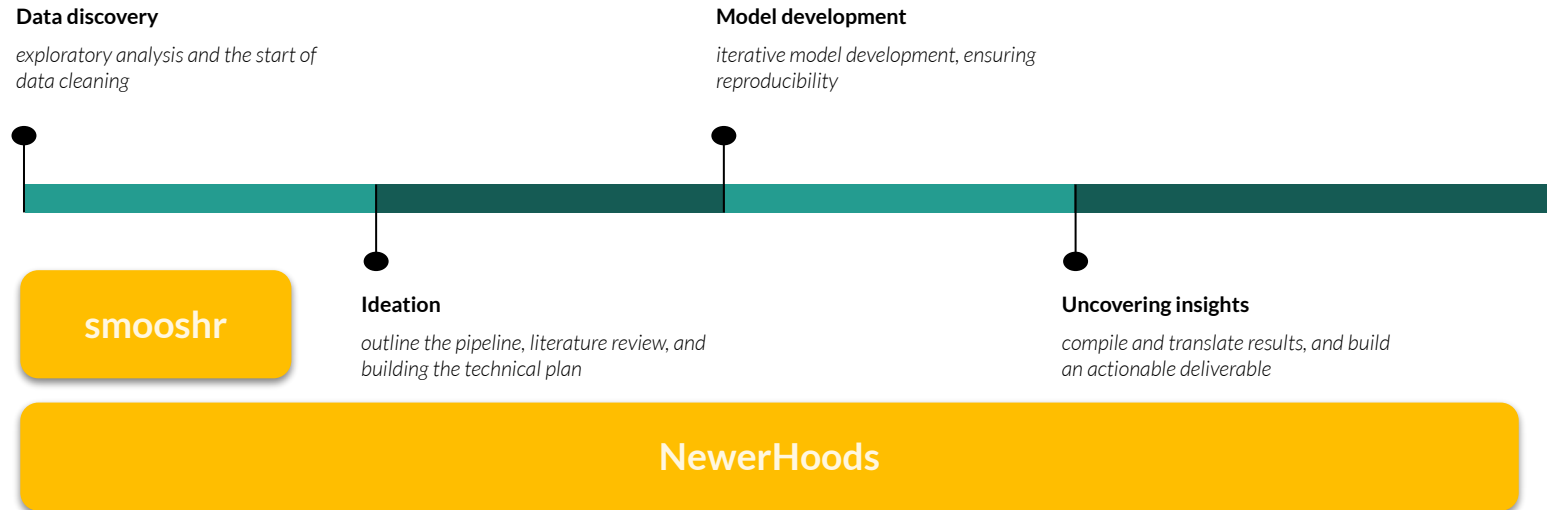 Data discovery
exploratory analysis and the start of
data cleaning
Model development
iterative model development, ensuring
reproducibility
smooshr
Ideation
outline the pipeline, literature review, and
building the technical plan
Uncovering insights
compile and translate results, and build
an actionable deliverable
NewerHoods